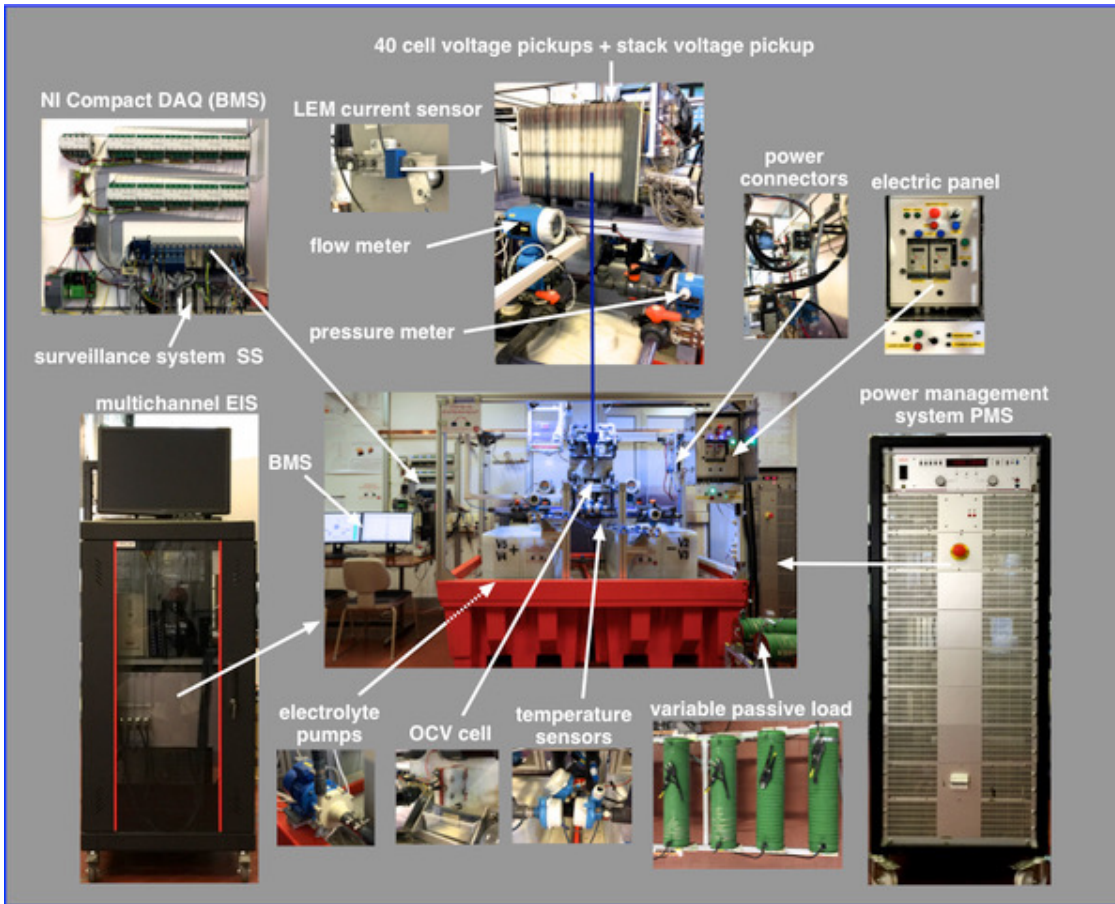 40 cell voltage pickups + stack voltage pickup
NI Compact DAQ (BMS)
LEM current sensor
power
connectors
electric panel
flow meter
pressure meter
surveillance system SS
multichannel EIS
power management
system PMS
BMS
V5 +
V4
electrolyte
pumps
OCV cell
temperature
sensors
variable passive load